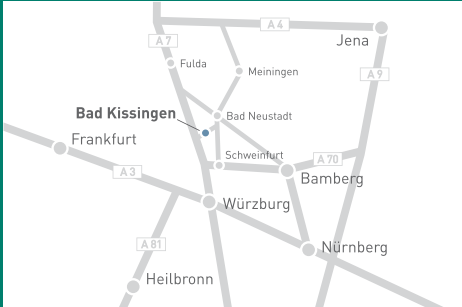 A 4
A 7
Jena
Fulda
Meiningen
A 9
Bad Kissingen
Bad Neustadt
Frankfurt
Schweinfurt
A 70
A 3
Bamberg
Würzburg
A 81
Nürnberg
Heilbronn